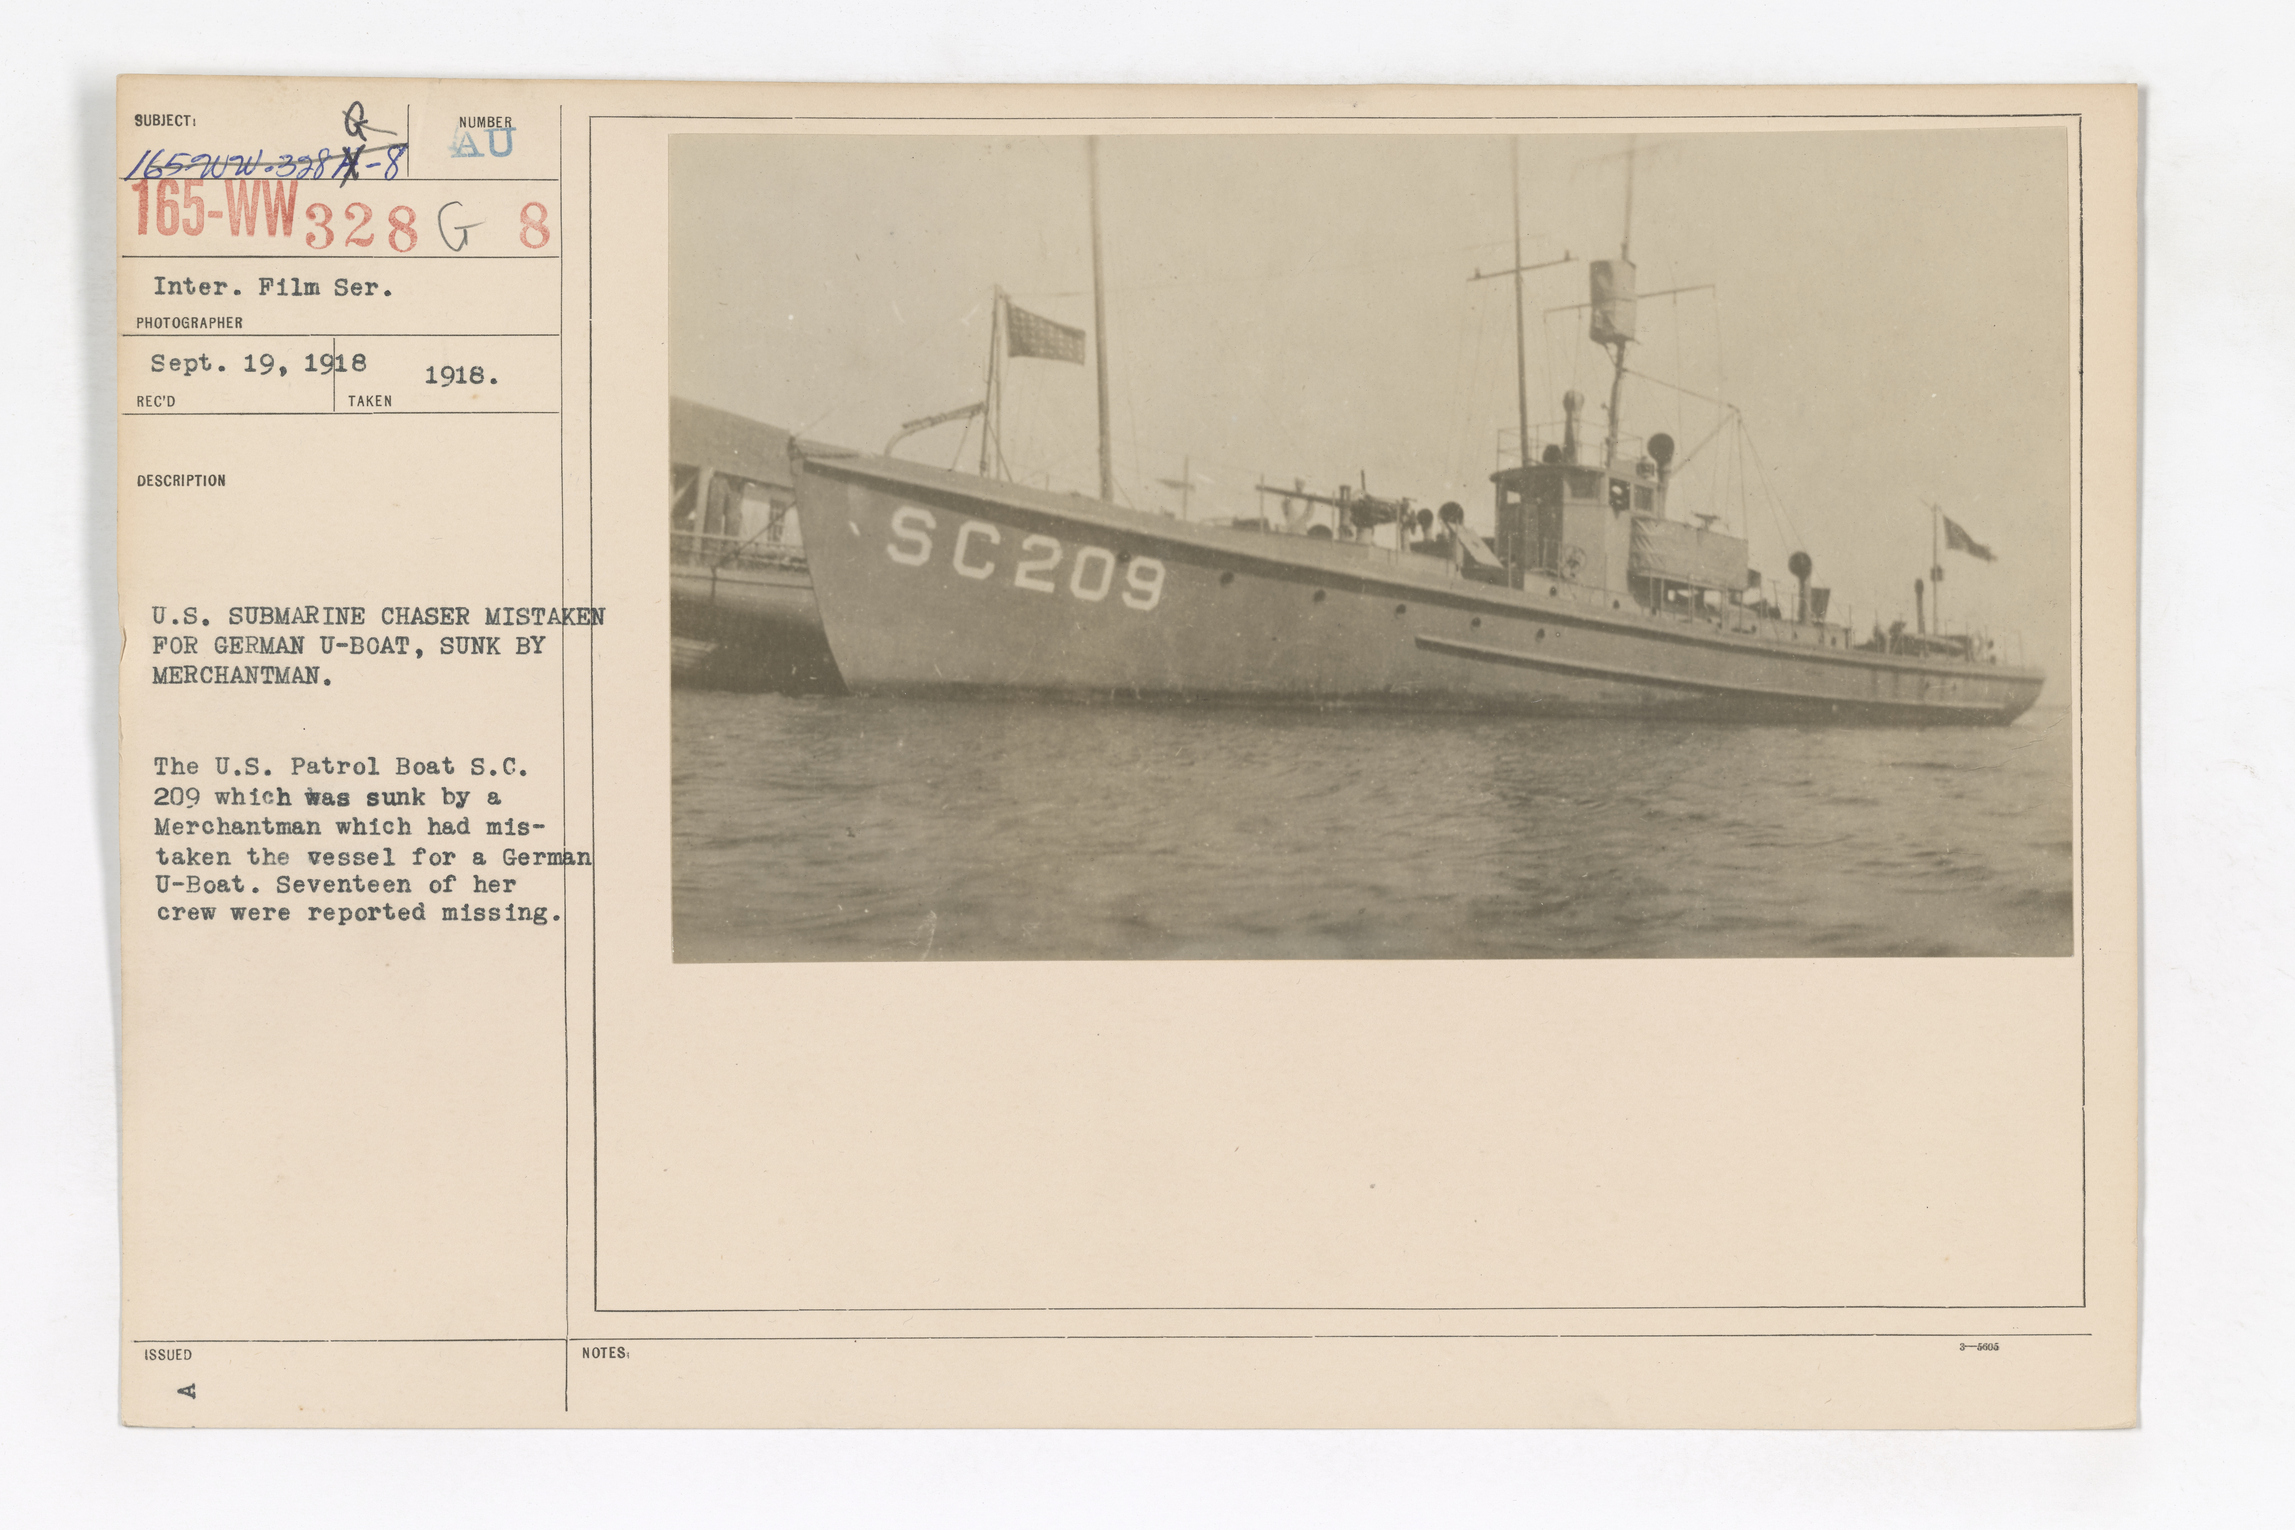 SUBJECT:
G
NUMBER
AU
165-WW-328H-8
165-WW 328 G 8
Inter. Film Ser.
PHOTOGRAPHER
Sept. 19, 1918
1918.
REC'D
TAKEN
DESCRIPTION
U.S. SUBMARINE CHASER MISTAKEN
FOR GERMAN U-BOAT, SUNK BY
MERCHANTMAN.
The U.S. Patrol Boat S.C.
209 which was sunk by a
Merchantman which had mis-
taken the vessel for a German
U-Boat. Seventeen of her
crew were reported missing.
SC209
ISSUED
A
NOTES:
3—5605